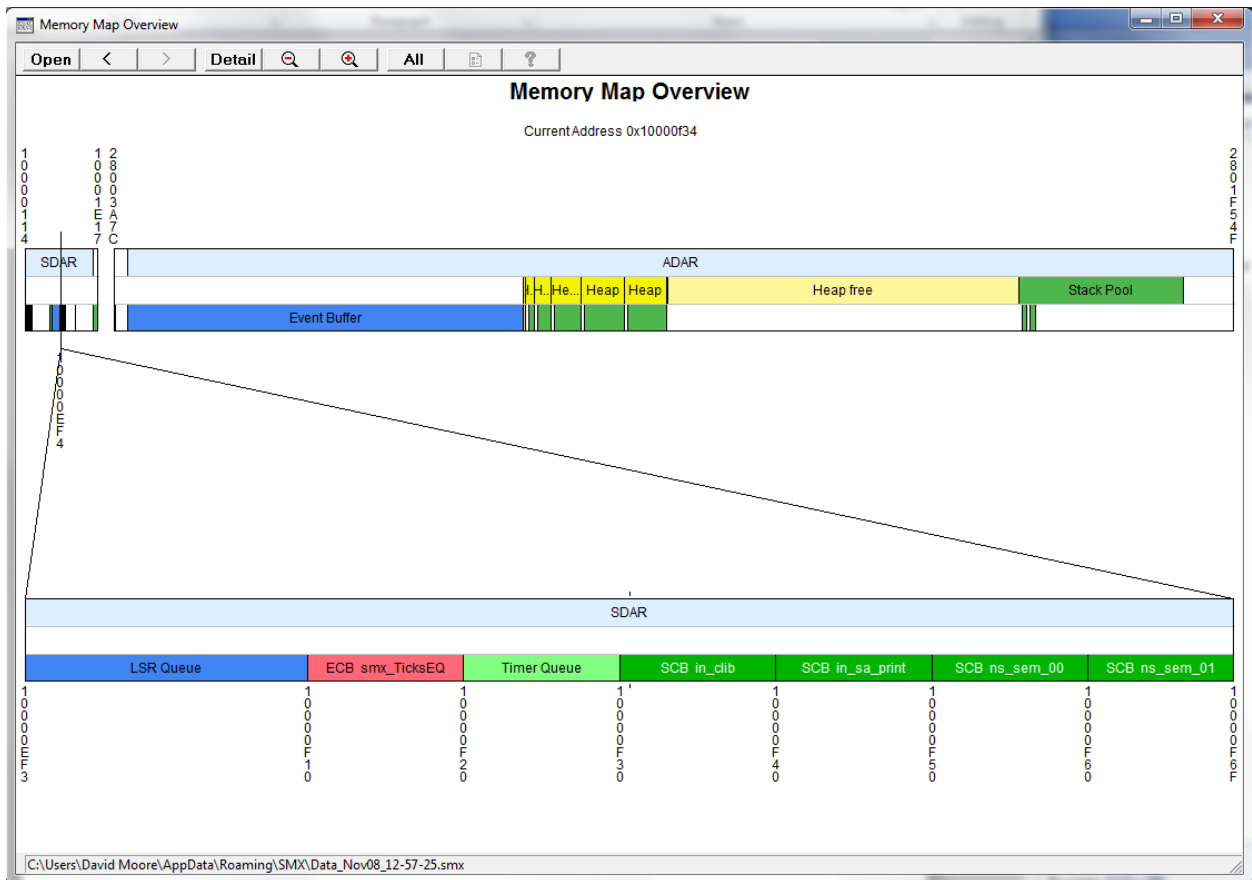 Memory Map Overview
Open < > Detail All ?
Memory Map Overview
Current Address 0x10000f34
10000114
10001E17
28003A7C
2801F54F
SDAR ADAR
H.. He... Heap Heap Heap free Stack Pool
Event Buffer
10000EF4
SDAR
LSR Queue ECB smx_TicksEQ Timer Queue SCB in_clib SCB in_sa_print SCB ns_sem_00 SCB ns_sem_01
10000EF3
10000F10
10000F20
10000F30
10000F40
10000F50
10000F60
10000F6F
C:\Users\David Moore\AppData\Roaming\SMX\Data_Nov08_12-57-25.smx